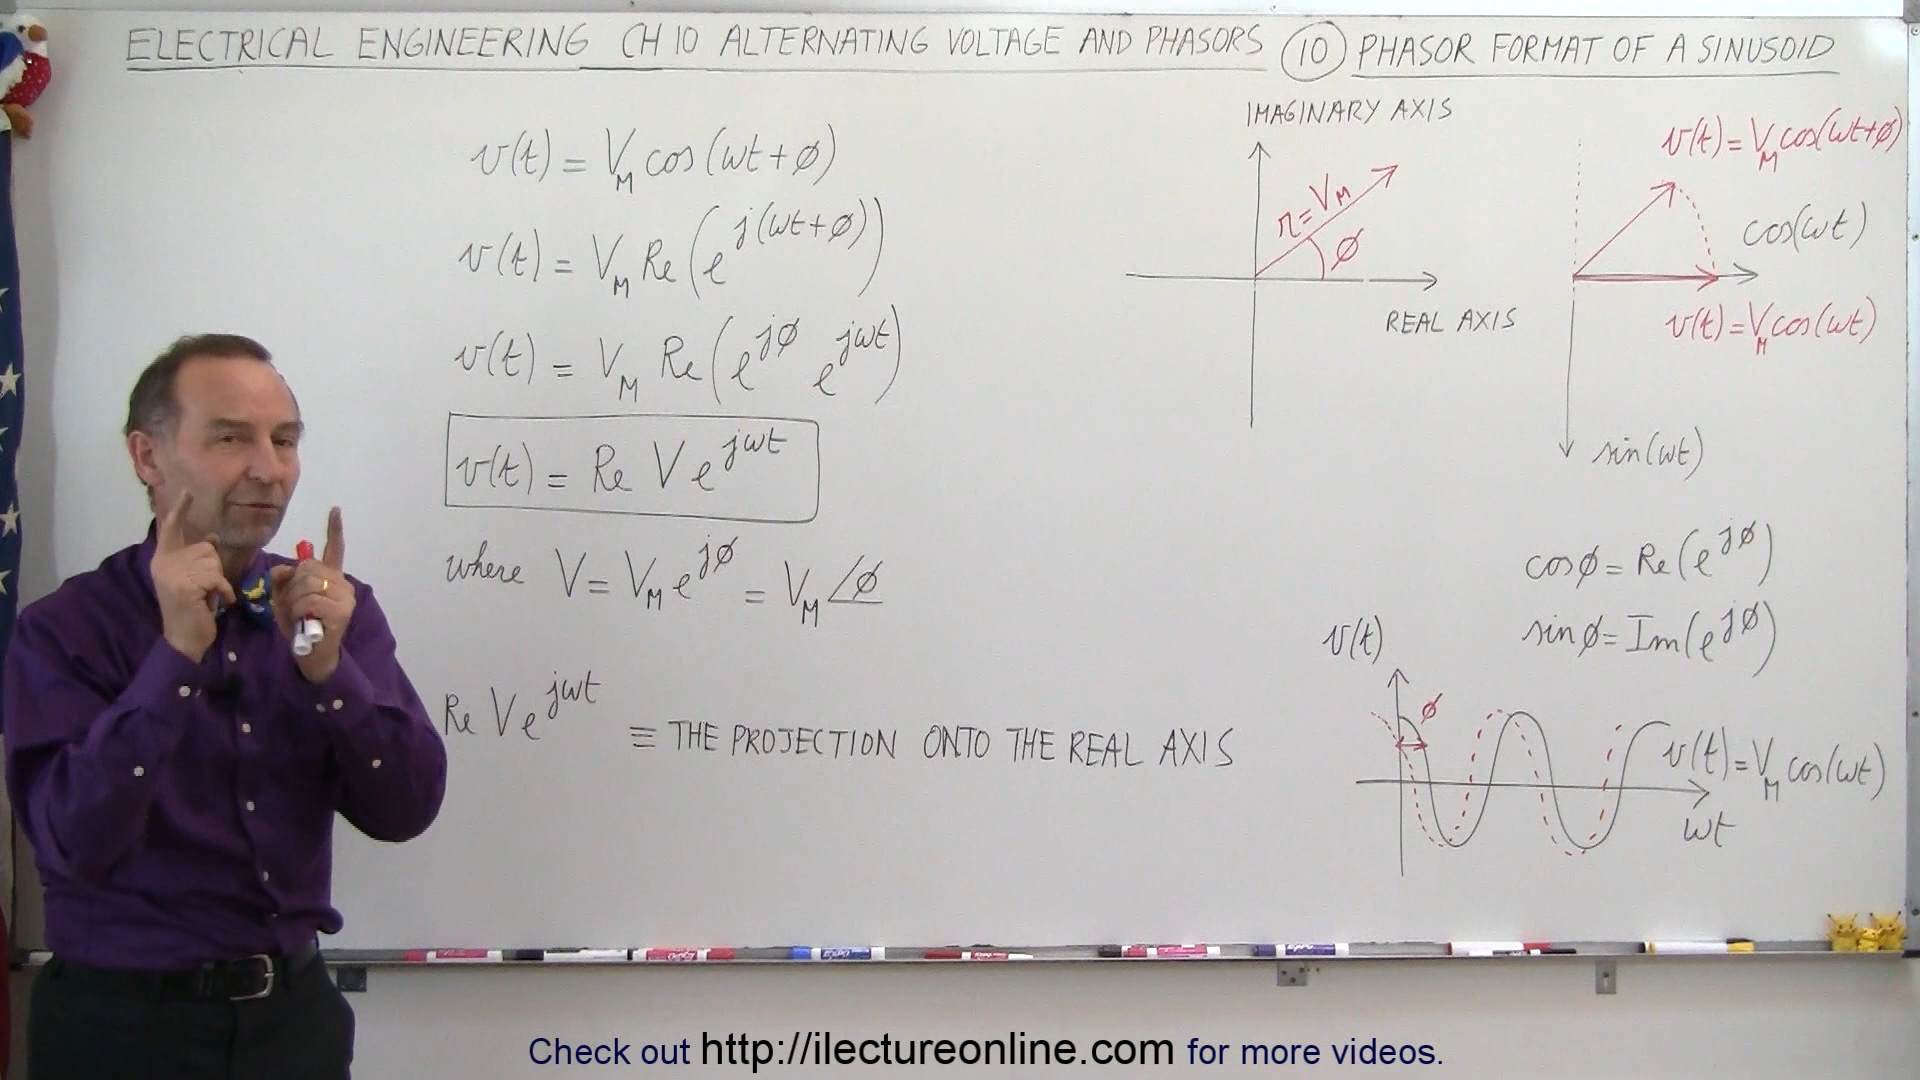 ELECTRICAL ENGINEERING CH 10 ALTERNATING VOLTAGE AND PHASORS (10) PHASOR FORMAT OF A SINUSOID
v(t) = V_M cos(ωt + ø)
v(t) = V_M Re(e^{j(ωt+ø)})
v(t) = V_M Re(e^{jø} e^{jωt})
v(t) = Re V e^{jωt}
where V = V_M e^{jø} = V_M ∠ø
Re V e^{jωt} ≡ THE PROJECTION ONTO THE REAL AXIS
IMAGINARY AXIS
r = V_M
ø
REAL AXIS
v(t) = V_M cos(ωt+ø)
cos(ωt)
v(t) = V_M cos(ωt)
sin(ωt)
cosø = Re(e^{jø})
sinø = Im(e^{jø})
v(t)
ø
v(t) = V_M cos(ωt)
ωt
Check out http://ilectureonline.com for more videos.